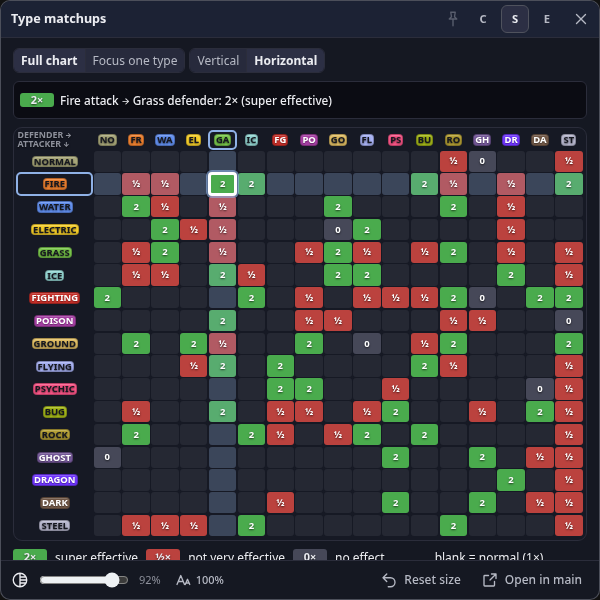 Type matchups C S E
Full chart Focus one type Vertical Horizontal
2× Fire attack → Grass defender: 2× (super effective)
DEFENDER → NO FR WA EL GA IC FG PO GO FL PS BU RO GH DR DA ST
ATTACKER ↓
NORMAL ½ 0 ½
FIRE ½ ½ 2 2 2 ½ ½ 2
WATER 2 ½ ½ 2 2 ½
ELECTRIC 2 ½ ½ 0 2 ½
GRASS ½ 2 ½ ½ 2 ½ ½ 2 ½ ½
ICE ½ ½ 2 ½ 2 2 2 ½
FIGHTING 2 2 ½ ½ ½ ½ 2 0 2 2
POISON 2 ½ ½ ½ ½ 0
GROUND 2 2 ½ 2 0 ½ 2 2
FLYING ½ 2 2 2 ½ ½
PSYCHIC 2 2 ½ 0 ½
BUG ½ 2 ½ ½ ½ 2 ½ 2 ½
ROCK 2 2 ½ ½ 2 2 ½
GHOST 0 2 2 ½ ½
DRAGON 2 ½
DARK ½ 2 2 ½ ½
STEEL ½ ½ ½ 2 2 ½
2× super effective ½× not very effective 0× no effect blank = normal (1×)
92% AA 100% Reset size Open in main